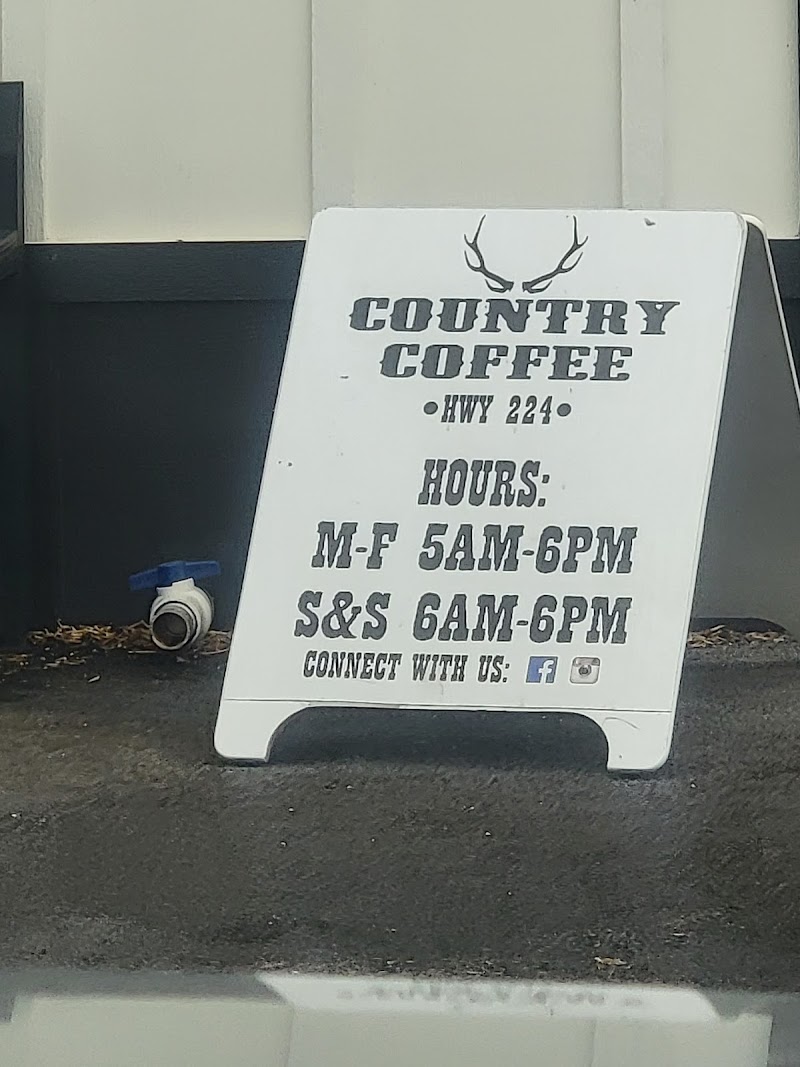 COUNTRY
COFFEE
•HWY 224•
HOURS:
M-F 5AM-6PM
S&S 6AM-6PM
CONNECT WITH US: f